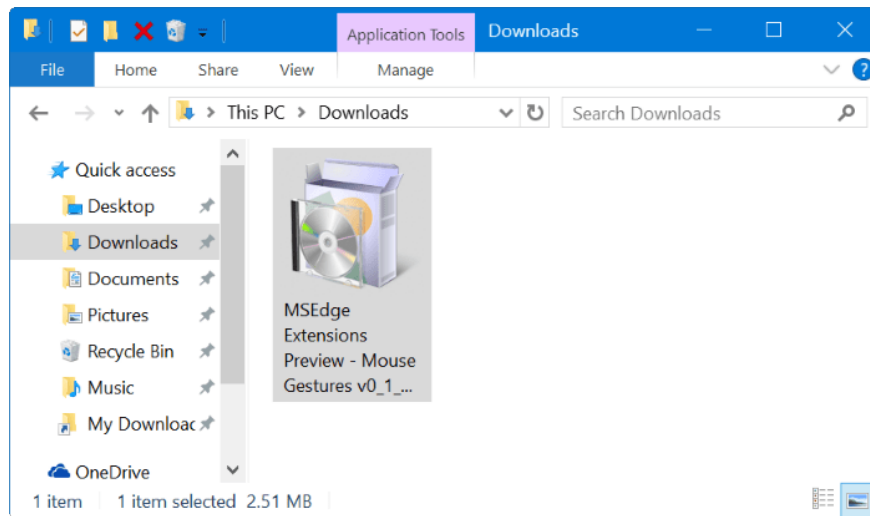 Application Tools Downloads
File Home Share View Manage
This PC > Downloads Search Downloads
Quick access
Desktop
Downloads
Documents
Pictures
Recycle Bin
Music
My Downloac
OneDrive
MSEdge
Extensions
Preview - Mouse
Gestures v0_1_...
1 item 1 item selected 2.51 MB